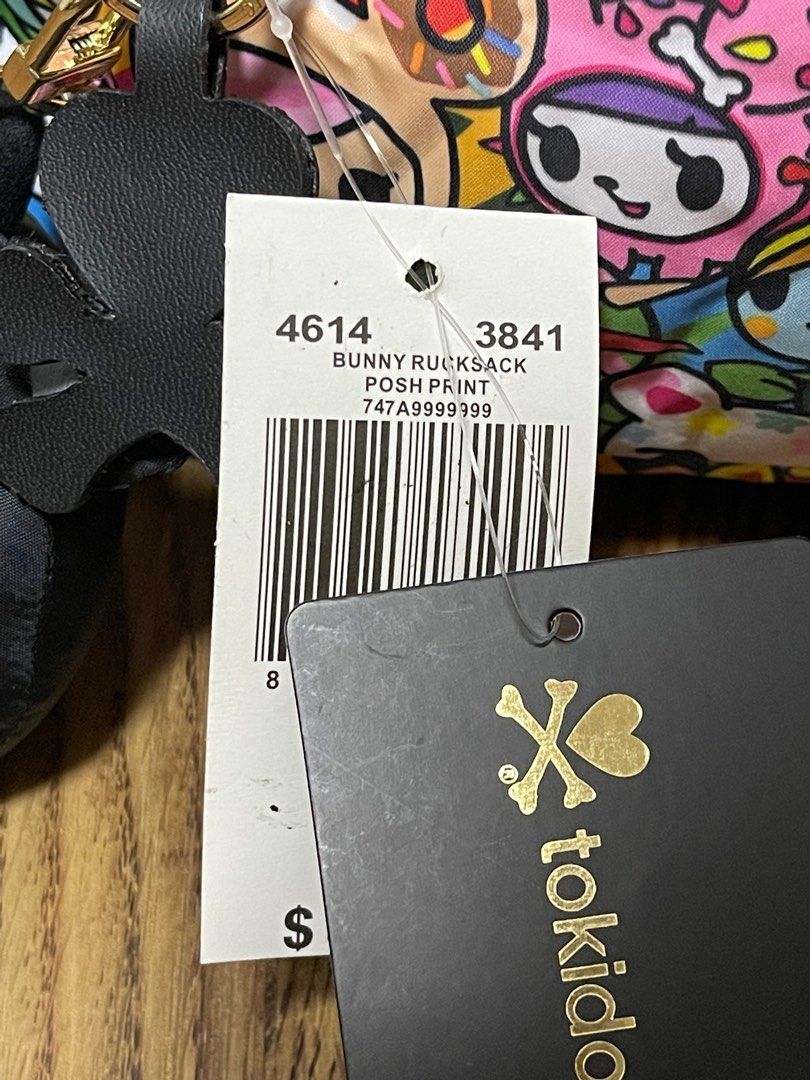 4614 3841
BUNNY RUCKSACK
POSH PRINT
747A9999999
8
$
®
tokido